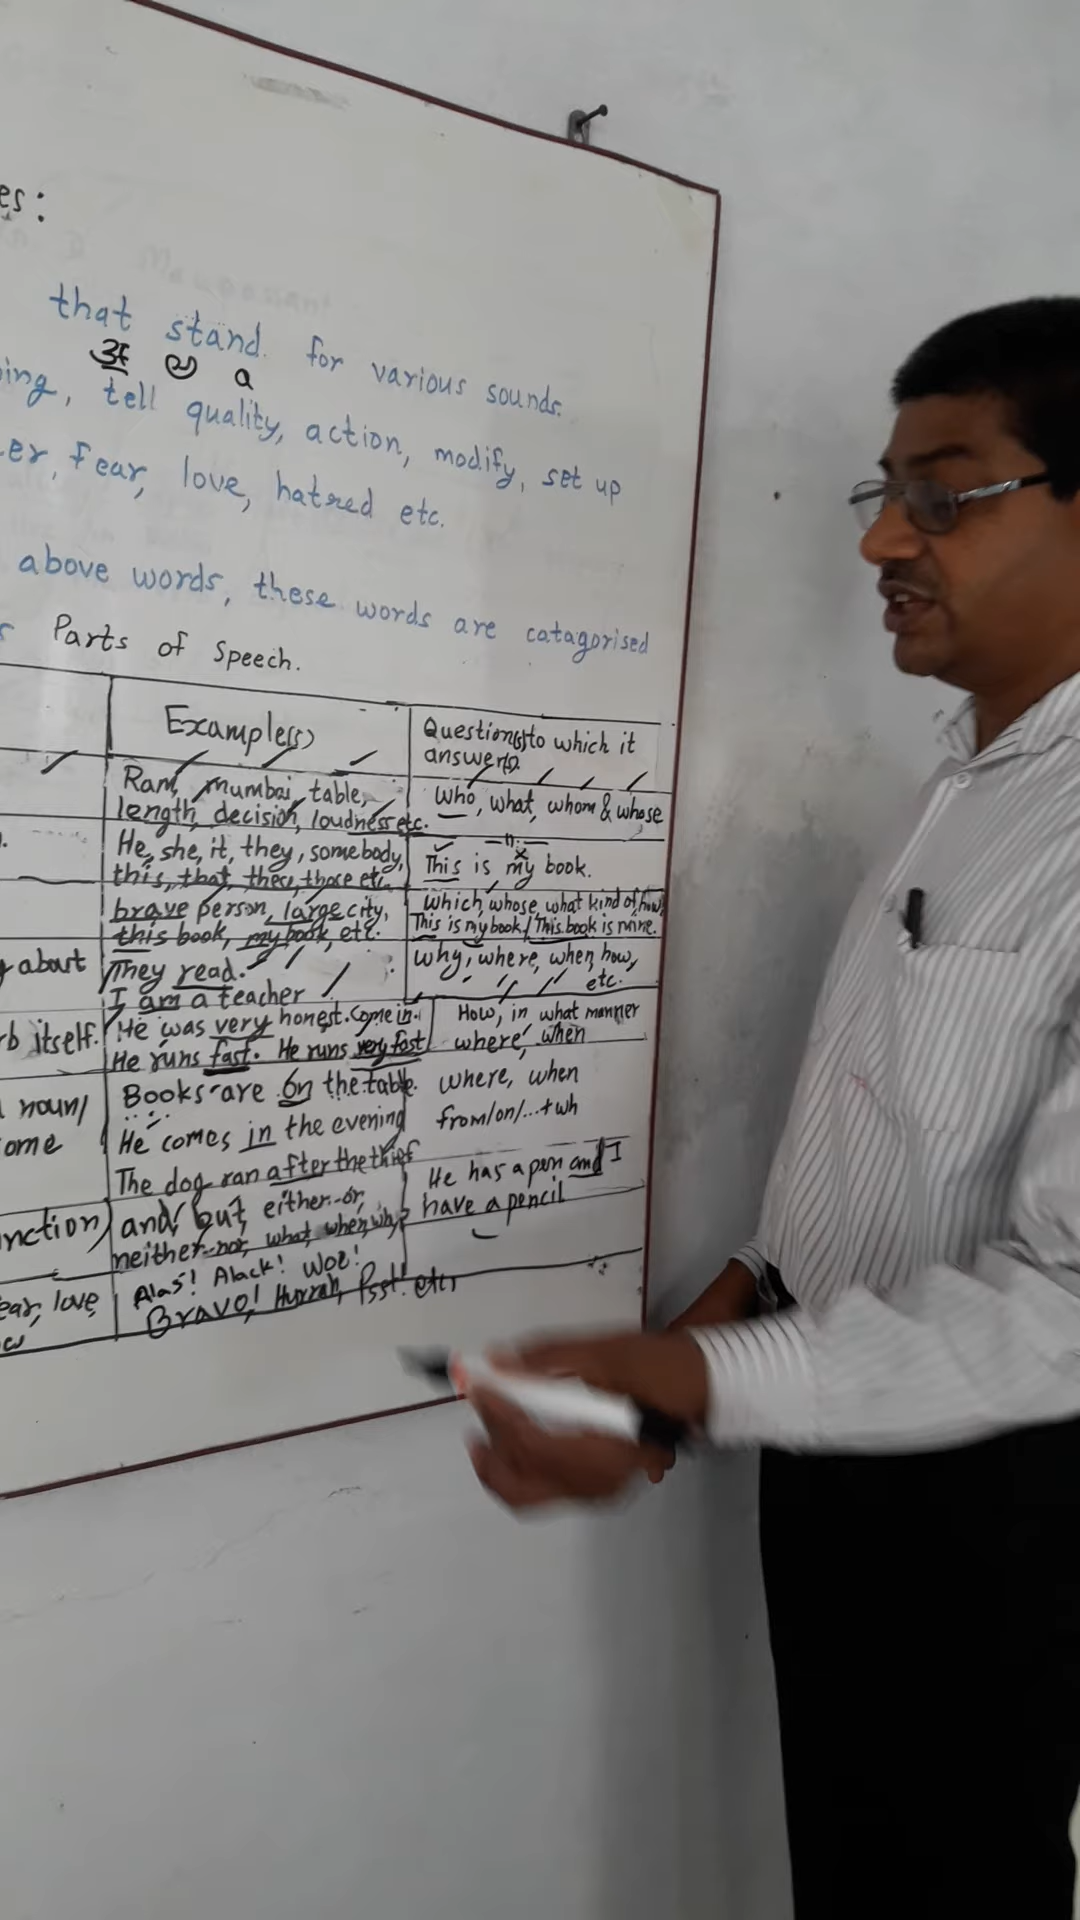 es:
that stand for various sounds.
अ a
ing, tell quality, action, modify, set up
er, fear, love, hatred etc.
above words, these words are catagorised
Parts of Speech.
Example(s)
Question(s) to which it
answer(s).
Ram, mumbai, table,
length, decision, loudness etc.
who, what, whom & whose
He, she, it, they, somebody,
this, that, these, those etc.
This is my book.
brave person, large city,
this book, my book, etc.
which, whose, what kind of, how
This is my book / This book is mine.
about
They read.
I am a teacher
why, where, when, how,
etc.
rb itself.
He was very honest. Come in.
He runs fast. He runs very fast
How, in what manner
where, when
noun/
ome
Books are on the table.
He comes in the evening
The dog ran after the thief
where, when
from/on/...+wh
nction
and, but, either-or,
neither-nor, what, when, why
He has a pen and I
have a pencil
ear, love
Alas! Alack! Woe!
Bravo! Hurrah, Psst! etc,